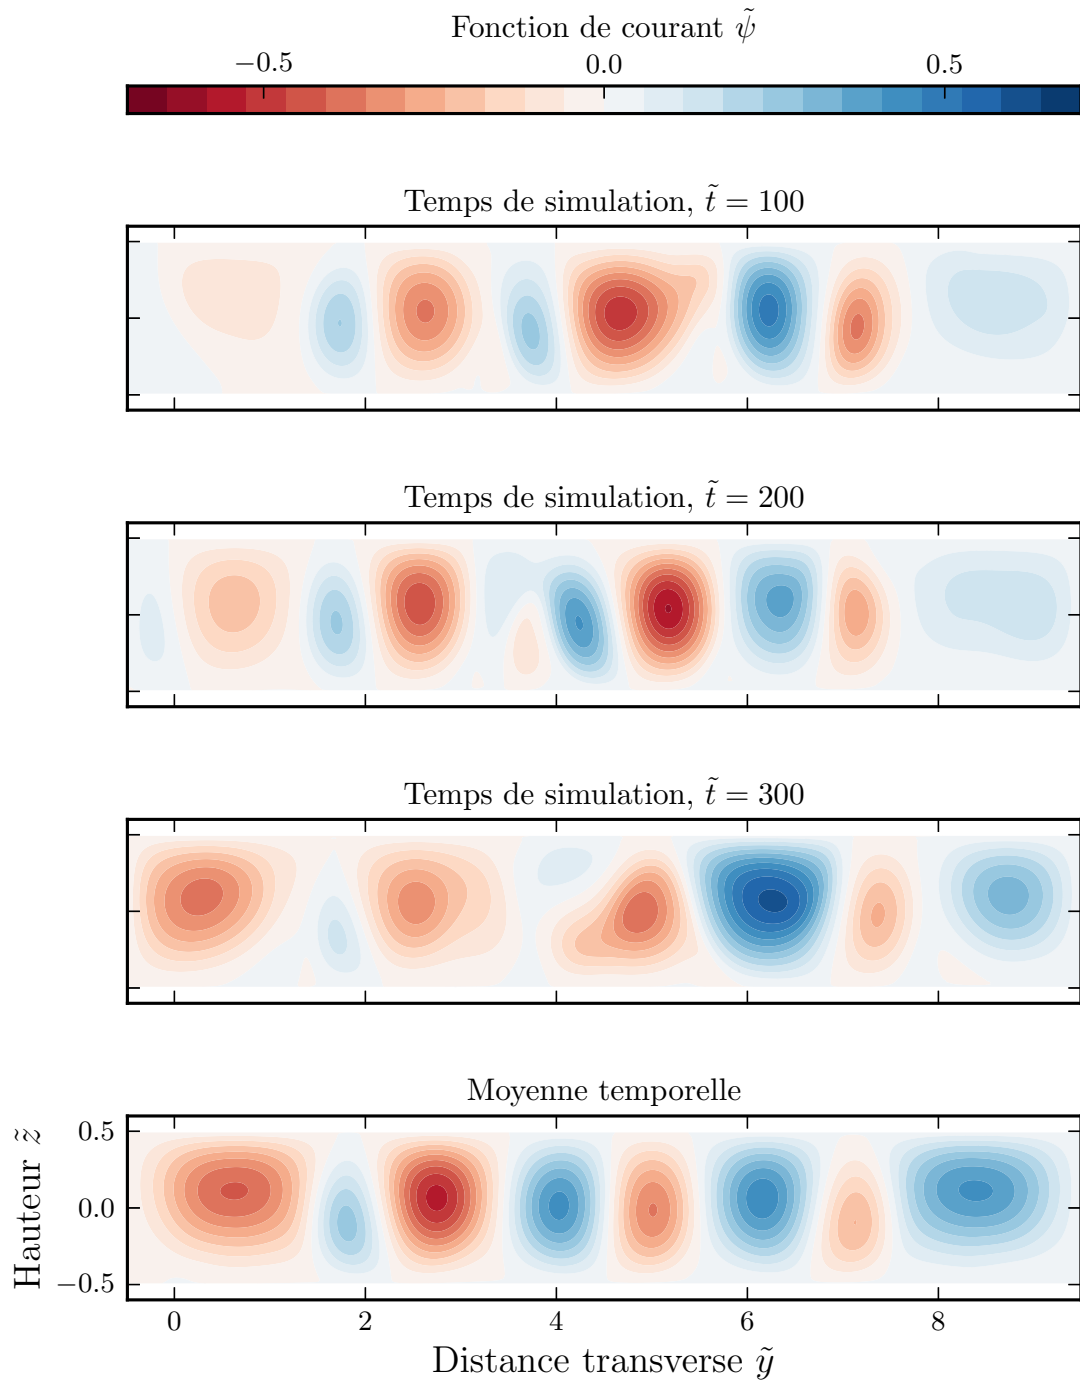 Fonction de courant ψ̃
−0.5 0.0 0.5
Temps de simulation, t̃ = 100
Temps de simulation, t̃ = 200
Temps de simulation, t̃ = 300
Moyenne temporelle
Hauteur z̃
0.5
0.0
−0.5
0 2 4 6 8
Distance transverse ỹ